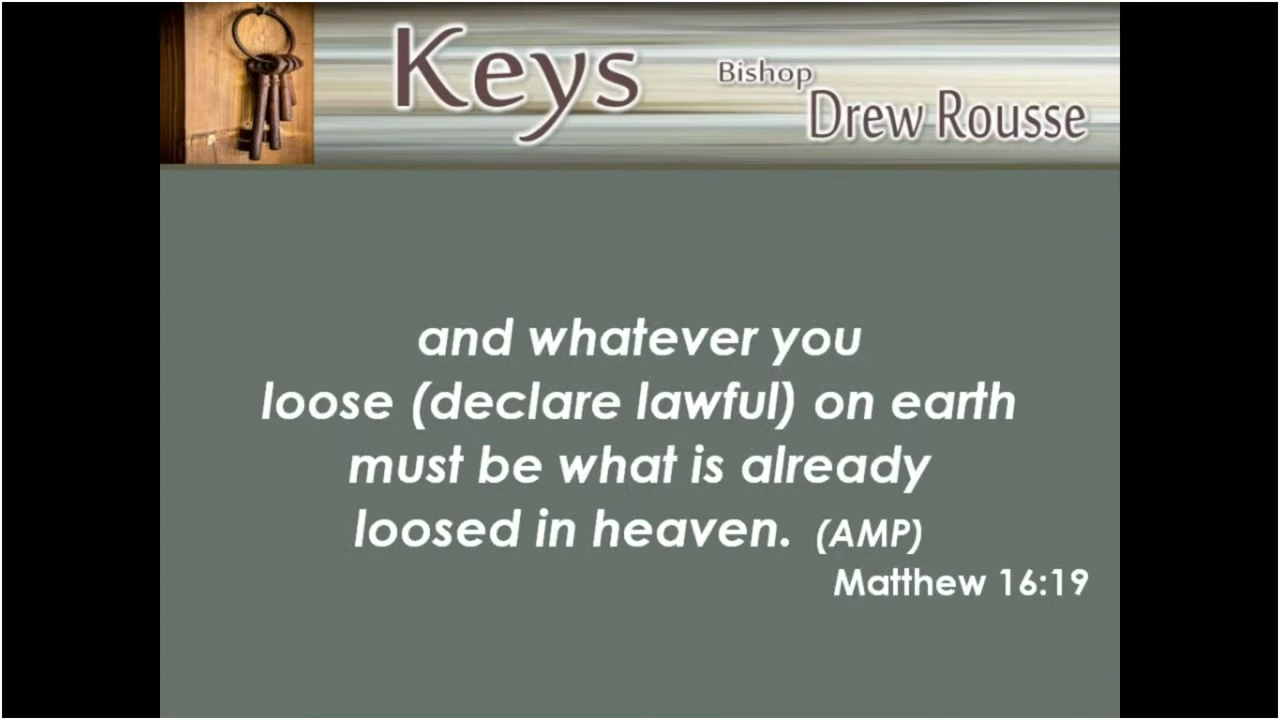 Keys
Bishop
Drew Rousse
and whatever you
loose (declare lawful) on earth
must be what is already
loosed in heaven. (AMP)
Matthew 16:19